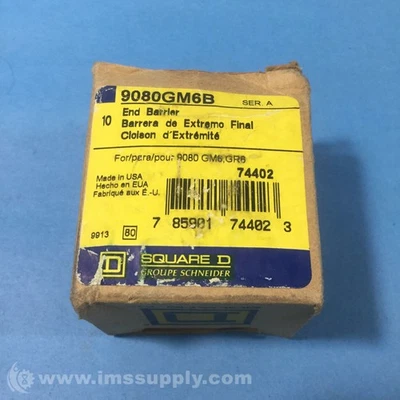 9080GM6B SER. A
10 End Barrier
Barrera de Extremo Final
Cloison d'Extrémité
For/para/pour 9080 GM6,GR6
Made in USA
Hecho en EUA
Fabriqué aux É.-U.
74402
7 85901 74402 3
9913 80
SQUARE D
GROUPE SCHNEIDER
© www.imssupply.com